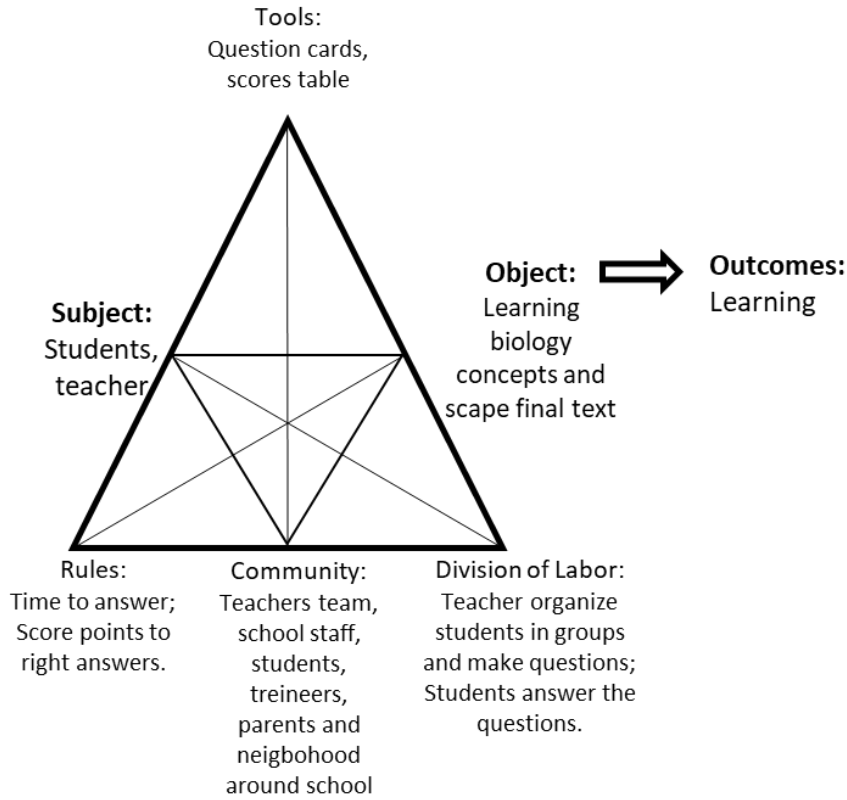 Tools:
Question cards,
scores table
Subject:
Students,
teacher
Object:
Learning
biology
concepts and
scape final text
Outcomes:
Learning
Rules:
Time to answer;
Score points to
right answers.
Community:
Teachers team,
school staff,
students,
treineers,
parents and
neigbohood
around school
Division of Labor:
Teacher organize
students in groups
and make questions;
Students answer the
questions.